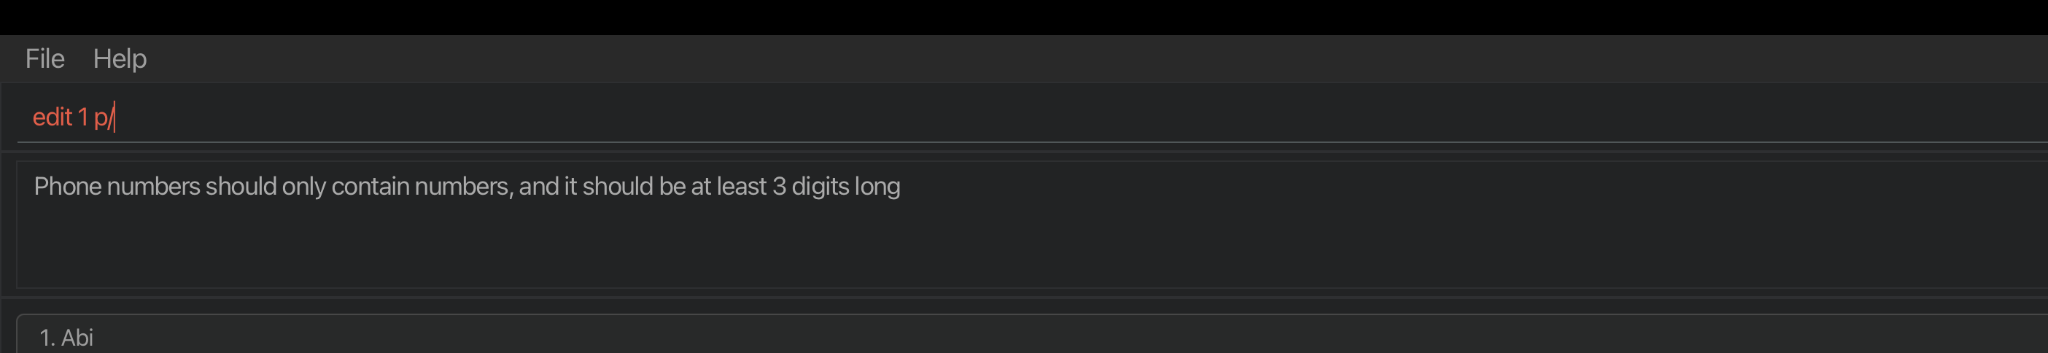 File Help
edit 1 p/
Phone numbers should only contain numbers, and it should be at least 3 digits long
1. Abi